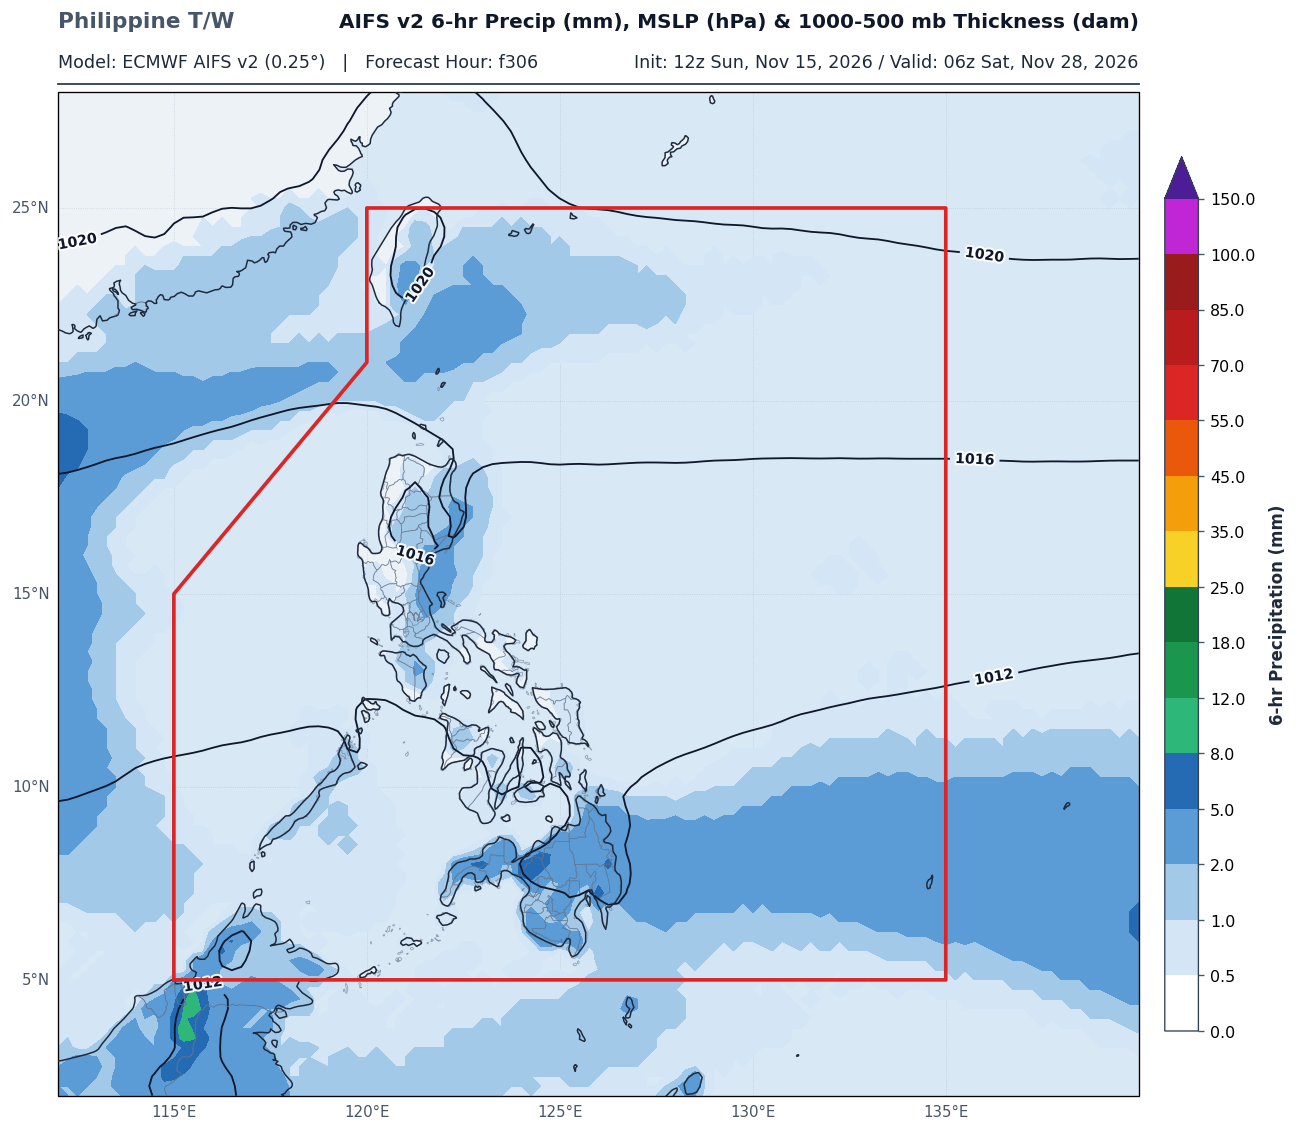 Philippine T/W
AIFS v2 6-hr Precip (mm), MSLP (hPa) & 1000-500 mb Thickness (dam)
Model: ECMWF AIFS v2 (0.25°) | Forecast Hour: f306
Init: 12z Sun, Nov 15, 2026 / Valid: 06z Sat, Nov 28, 2026
25°N
20°N
15°N
10°N
5°N
1020
1020
1020
1016
1016
1012
1012
115°E
120°E
125°E
130°E
135°E
150.0
100.0
85.0
70.0
55.0
45.0
35.0
25.0
18.0
12.0
8.0
5.0
2.0
1.0
0.5
0.0
6-hr Precipitation (mm)